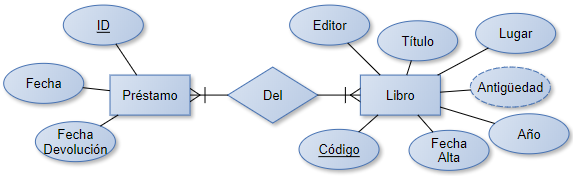 ID
Editor
Título
Lugar
Fecha
Préstamo
Del
Libro
Antigüedad
Fecha
Devolución
Código
Fecha
Alta
Año